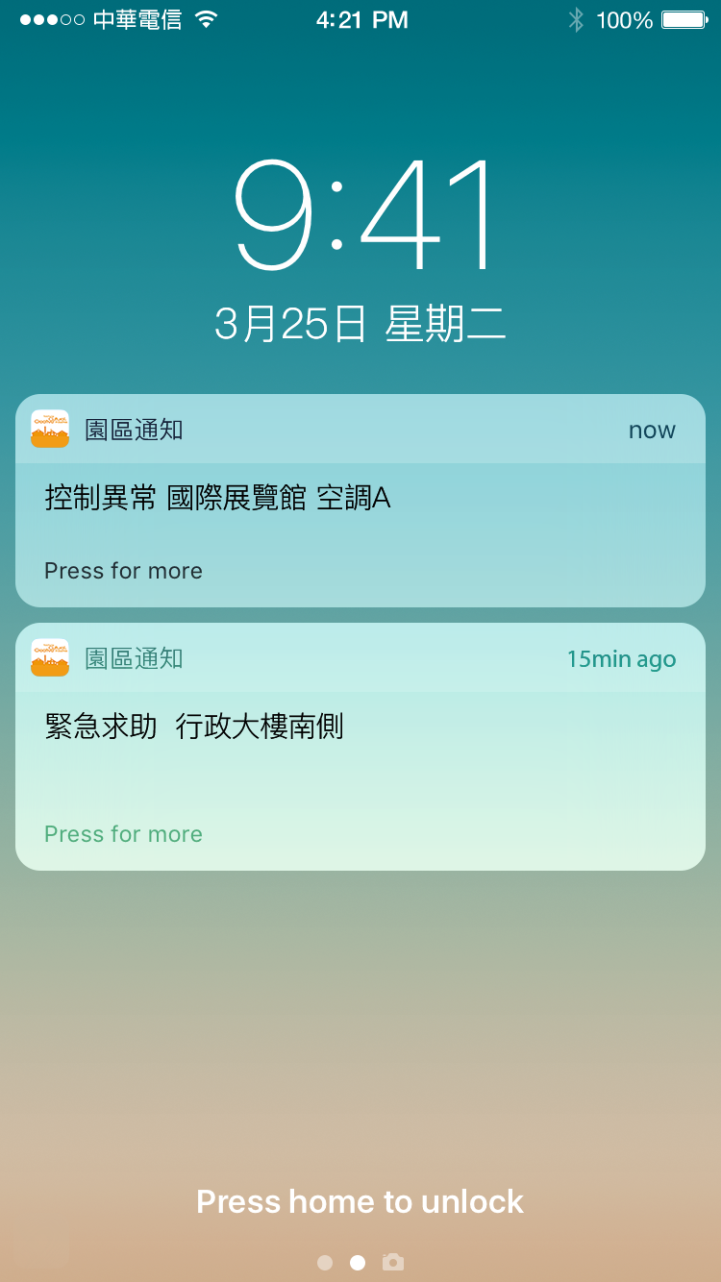 中華電信 4:21 PM 100%
9:41
3月25日 星期二
園區通知 now
控制異常 國際展覽館 空調A
Press for more
園區通知 15min ago
緊急求助 行政大樓南側
Press for more
Press home to unlock